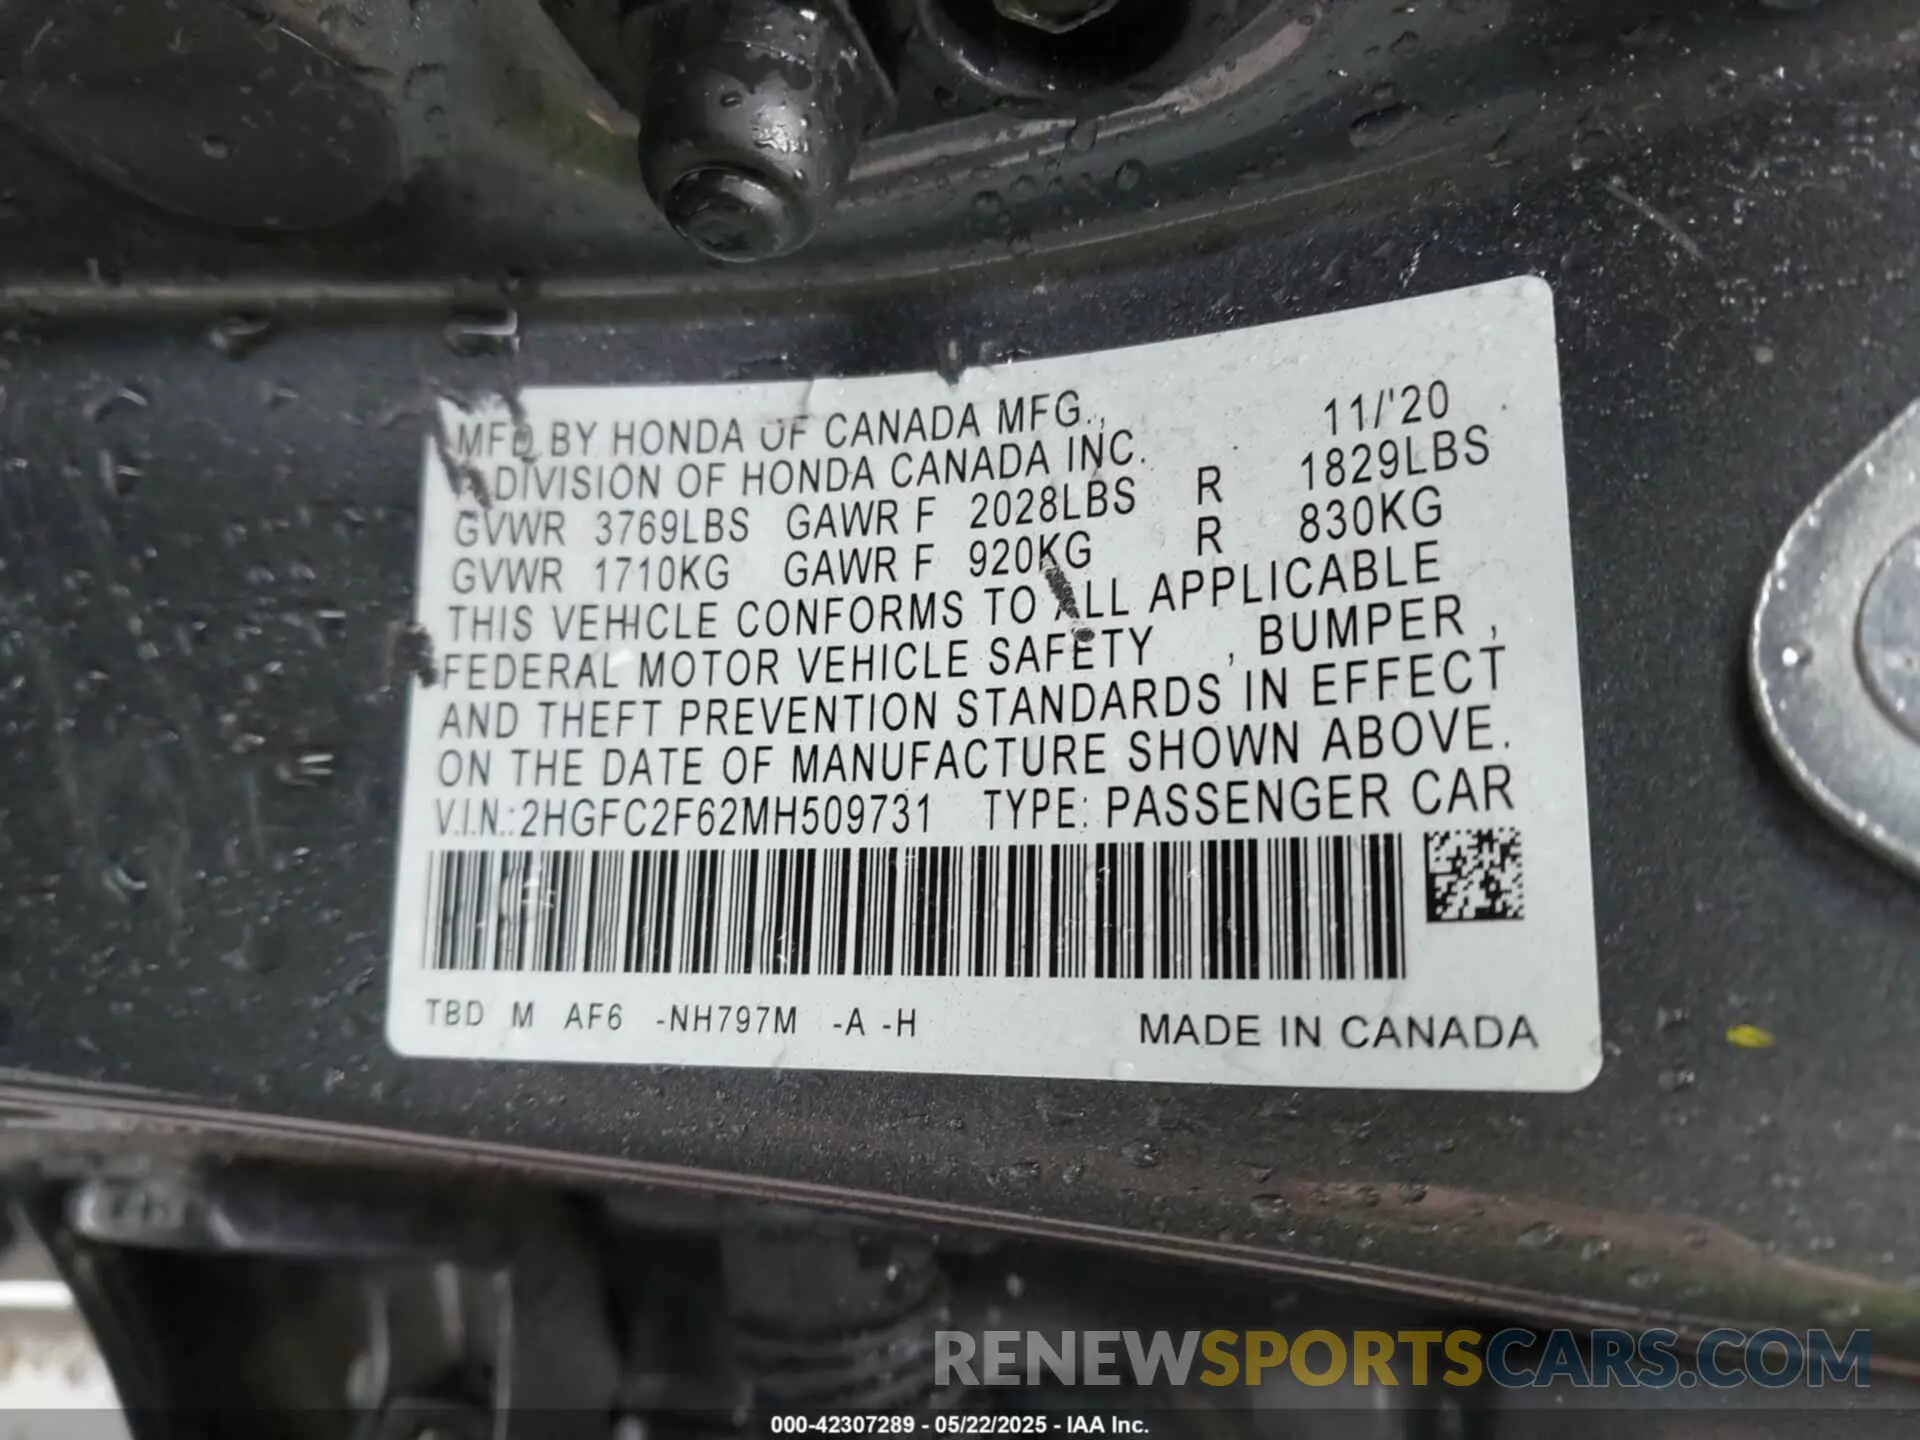 MFD. BY HONDA OF CANADA MFG., 11/'20
A DIVISION OF HONDA CANADA INC.
GVWR 3769LBS GAWR F 2028LBS R 1829LBS
GVWR 1710KG GAWR F 920KG R 830KG
THIS VEHICLE CONFORMS TO ALL APPLICABLE
FEDERAL MOTOR VEHICLE SAFETY , BUMPER ,
AND THEFT PREVENTION STANDARDS IN EFFECT
ON THE DATE OF MANUFACTURE SHOWN ABOVE.
V.I.N.: 2HGFC2F62MH509731 TYPE: PASSENGER CAR
TBD M AF6 -NH797M -A -H MADE IN CANADA
RENEWSPORTSCARS.COM
000-42307289 - 05/22/2025 - IAA Inc.